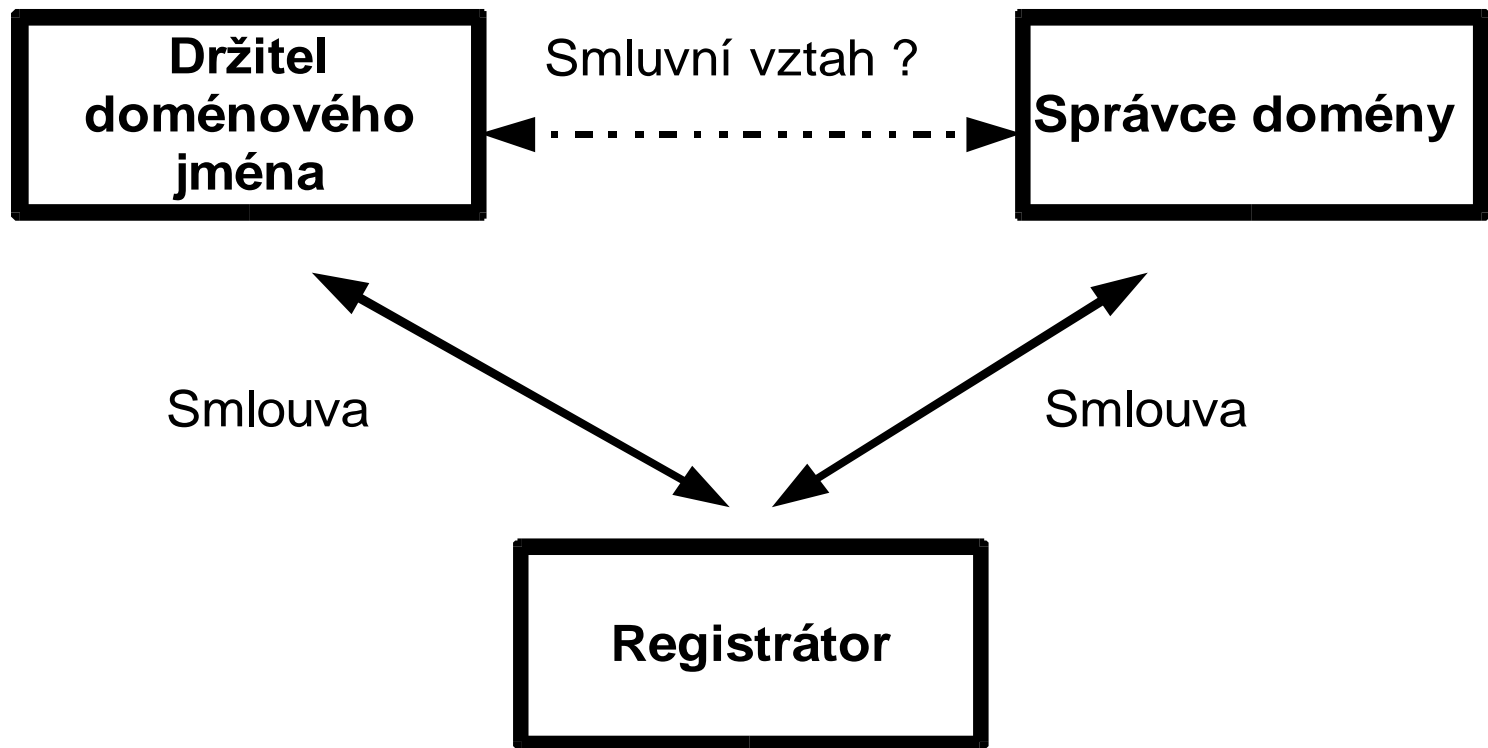 Držitel
doménového
jména
Smluvní vztah ?
Správce domény
Smlouva
Smlouva
Registrátor